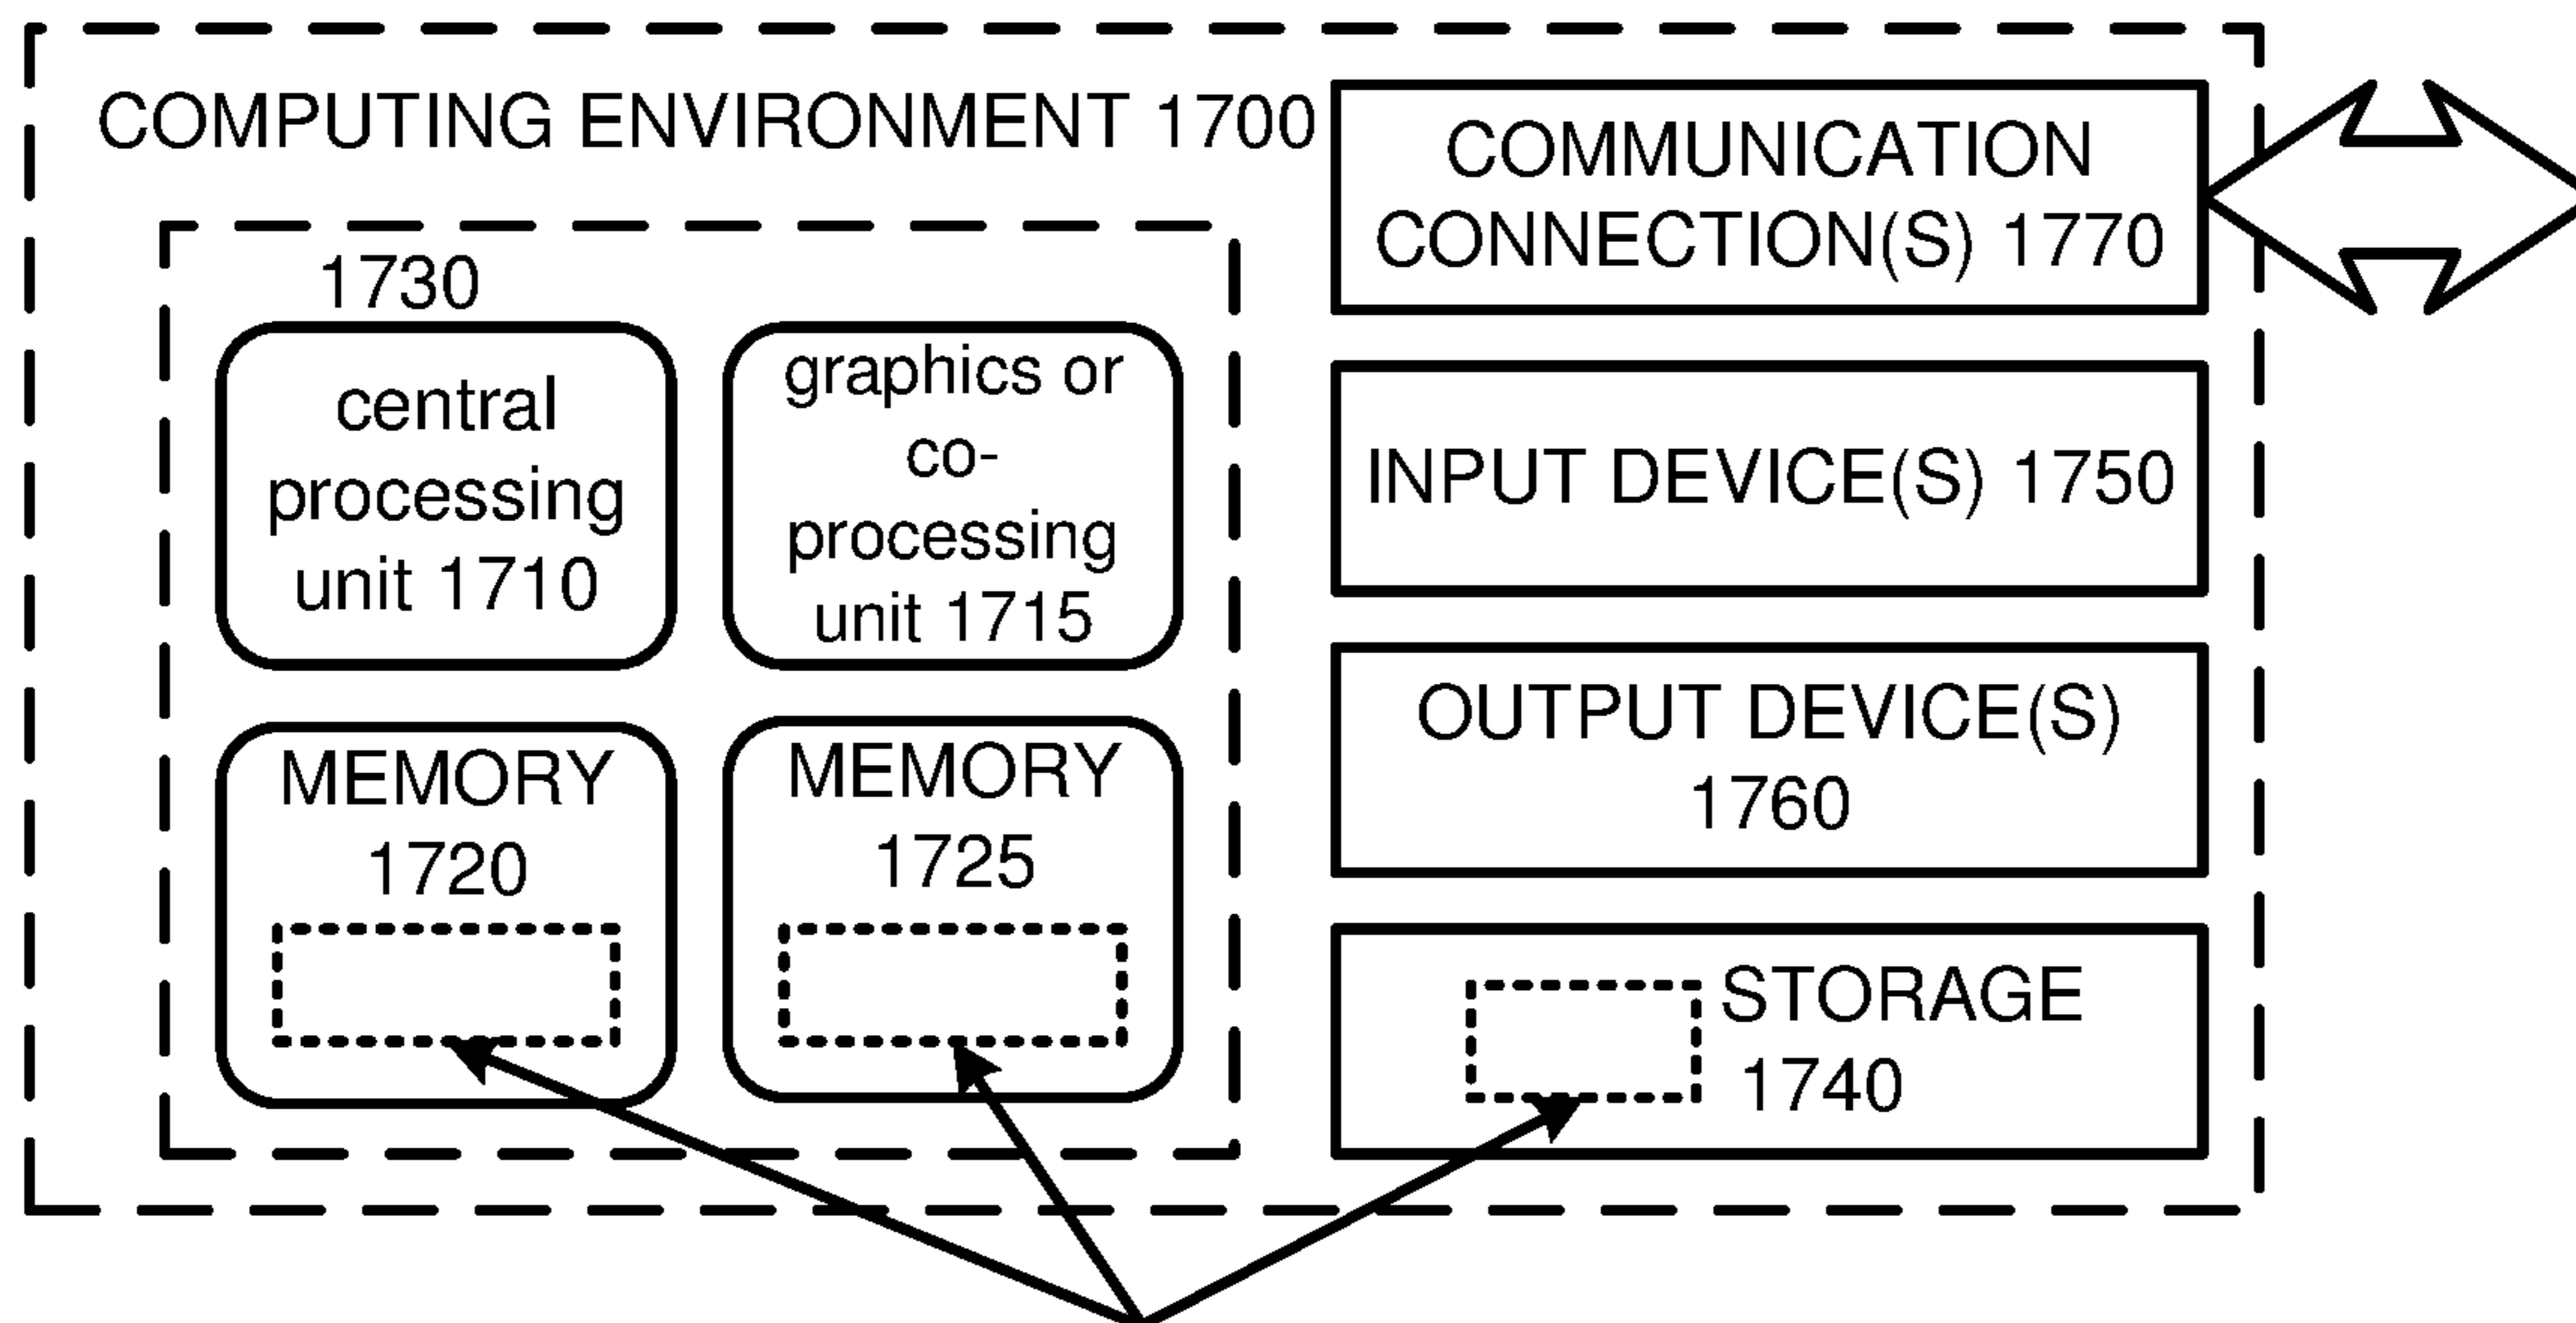 COMPUTING ENVIRONMENT 1700
1730
central
processing
unit 1710
graphics or
co-
processing
unit 1715
MEMORY
1720
MEMORY
1725
COMMUNICATION
CONNECTION(S) 1770
INPUT DEVICE(S) 1750
OUTPUT DEVICE(S)
1760
STORAGE
1740